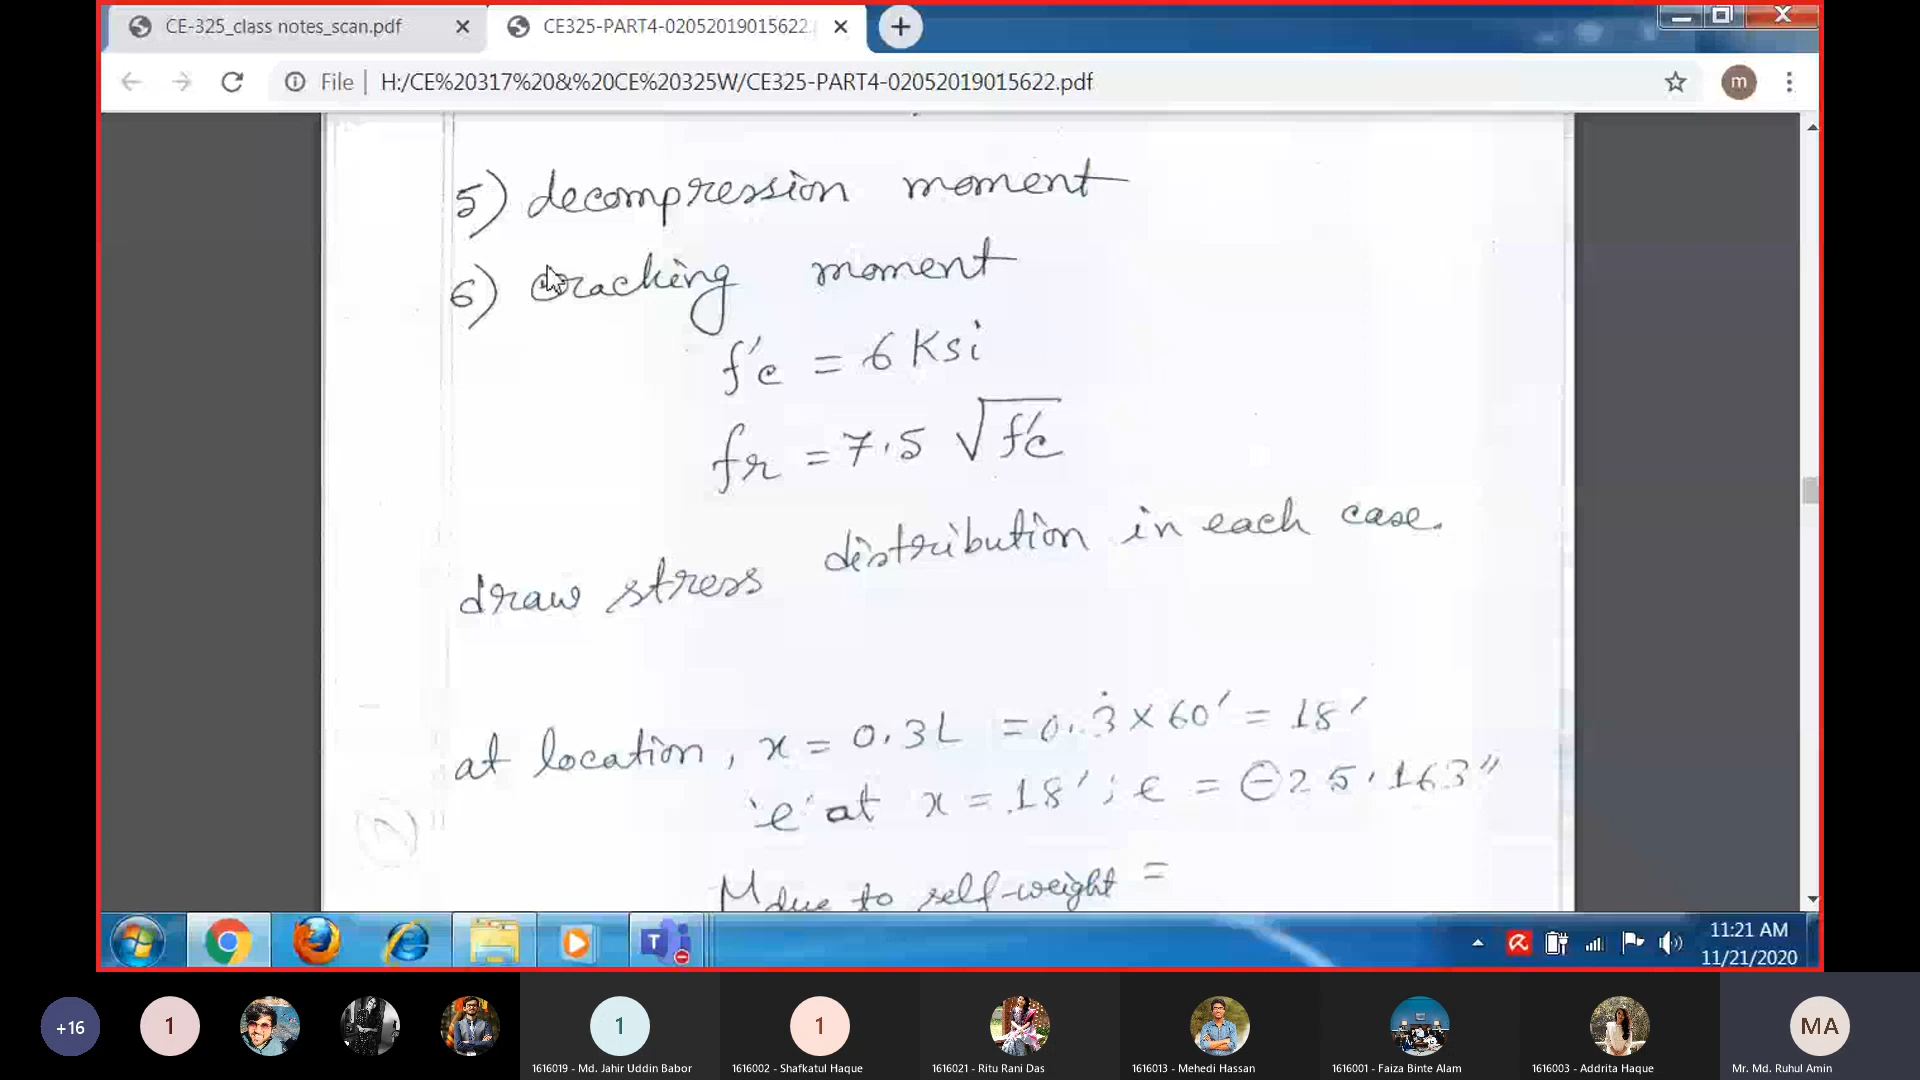 CE-325_class notes_scan.pdf
CE325-PART4-02052019015622.
File | H:/CE%20317%20&%20CE%20325W/CE325-PART4-02052019015622.pdf
m
5) decompression moment
6) cracking moment
f'c = 6 Ksi
fr = 7.5 √f'c
draw stress distribution in each case.
at location, x = 0.3L = 0.3 × 60' = 18'
'e' at x = 18' ; e = ⊖25.163"
M due to self-weight =
T
11:21 AM
11/21/2020
+16
1
1
1
MA
1616019 - Md. Jahir Uddin Babor
1616002 - Shafkatul Haque
1616021 - Ritu Rani Das
1616013 - Mehedi Hassan
1616001 - Faiza Binte Alam
1616003 - Addrita Haque
Mr. Md. Ruhul Amin